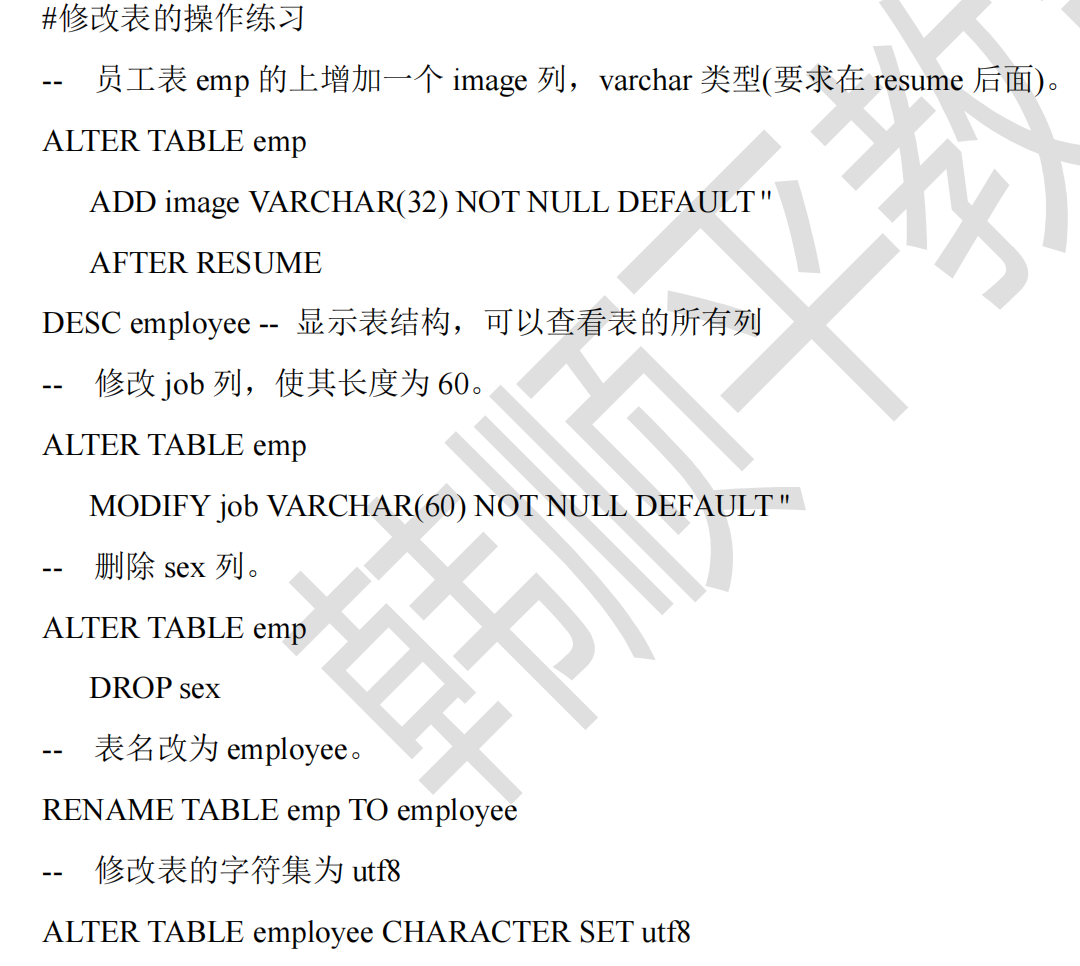 #修改表的操作练习
-- 员工表 emp 的上增加一个 image 列，varchar 类型(要求在 resume 后面)。
ALTER TABLE emp
ADD image VARCHAR(32) NOT NULL DEFAULT ''
AFTER RESUME
DESC employee -- 显示表结构，可以查看表的所有列
-- 修改 job 列，使其长度为 60。
ALTER TABLE emp
MODIFY job VARCHAR(60) NOT NULL DEFAULT ''
-- 删除 sex 列。
ALTER TABLE emp
DROP sex
-- 表名改为 employee。
RENAME TABLE emp TO employee
-- 修改表的字符集为 utf8
ALTER TABLE employee CHARACTER SET utf8
韩顺平教